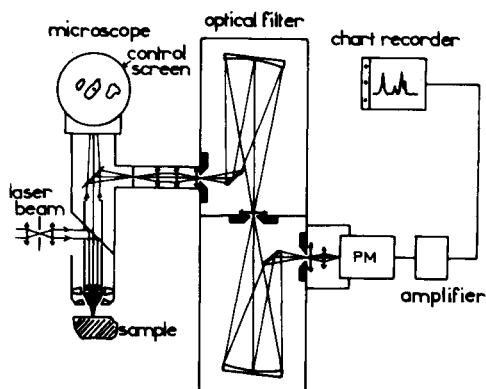 microscope
control
screen
optical filter
chart recorder
laser
beam
PM
amplifier
sample